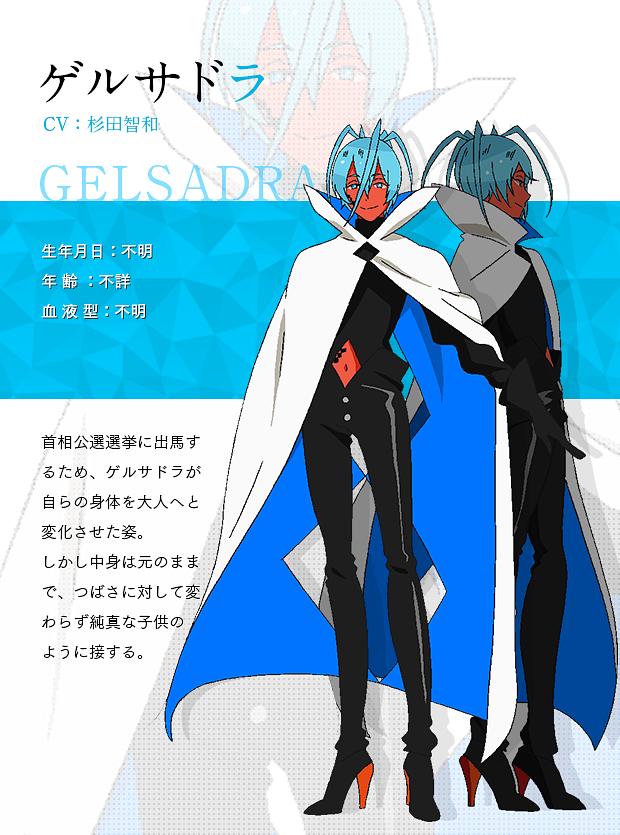 ゲルサドラ
CV：杉田智和
GELSADRA
生年月日：不明
年 齢 ：不詳
血 液 型：不明
首相公選選挙に出馬す
るため、ゲルサドラが
自らの身体を大人へと
変化させた姿。
しかし中身は元のまま
で、つばさに対して変
わらず純真な子供の
ように接する。